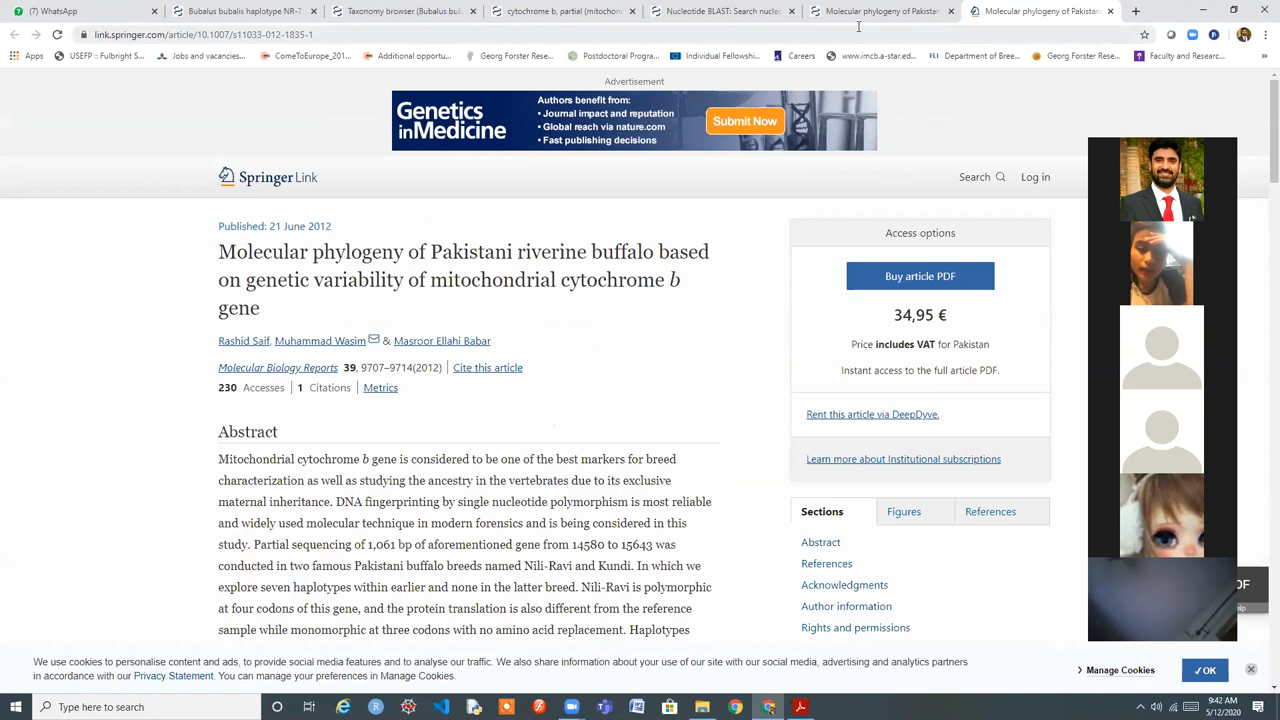 (7) WhatsApp
Bubalus bubalis haplotype NR-7
Taxonomy browser (Bubalus bub
cytochrome b, partial (mitochon
Nucleotide BLAST: Search nucle
Molecular phylogeny of Pakistan
Molecular phylogeny of Pakistan
link.springer.com/article/10.1007/s11033-012-1835-1
Apps
USEFP :: Fulbright S...
Jobs and vacancies...
ComeToEurope_201...
Additional opportu...
Georg Forster Rese...
Postdoctoral Progra...
Individual Fellowshi...
Careers
www.imcb.a-star.ed...
FLI Department of Bree...
Georg Forster Rese...
Faculty and Researc...
Advertisement
Genetics
inMedicine
Authors benefit from:
• Journal impact and reputation
• Global reach via nature.com
• Fast publishing decisions
Submit Now
Springer Link
Search
Log in
Published: 21 June 2012
Molecular phylogeny of Pakistani riverine buffalo based
on genetic variability of mitochondrial cytochrome b
gene
Rashid Saif, Muhammad Wasim & Masroor Ellahi Babar
Molecular Biology Reports 39, 9707–9714(2012) | Cite this article
230 Accesses | 1 Citations | Metrics
Abstract
Mitochondrial cytochrome b gene is considered to be one of the best markers for breed
characterization as well as studying the ancestry in the vertebrates due to its exclusive
maternal inheritance. DNA fingerprinting by single nucleotide polymorphism is most reliable
and widely used molecular technique in modern forensics and is being considered in this
study. Partial sequencing of 1,061 bp of aforementioned gene from 14580 to 15643 was
conducted in two famous Pakistani buffalo breeds named Nili-Ravi and Kundi. In which we
explore seven haplotypes within earlier and none in the latter breed. Nili-Ravi is polymorphic
at four codons of this gene, and the protein translation is also different from the reference
sample while monomorphic at three codons with no amino acid replacement. Haplotypes
Access options
Buy article PDF
34,95 €
Price includes VAT for Pakistan
Instant access to the full article PDF.
Rent this article via DeepDyve.
Learn more about Institutional subscriptions
Sections
Figures
References
Abstract
References
Acknowledgments
Author information
Rights and permissions
DF
elp
We use cookies to personalise content and ads, to provide social media features and to analyse our traffic. We also share information about your use of our site with our social media, advertising and analytics partners
in accordance with our Privacy Statement. You can manage your preferences in Manage Cookies.
> Manage Cookies
✓OK
Type here to search
9:42 AM
5/12/2020